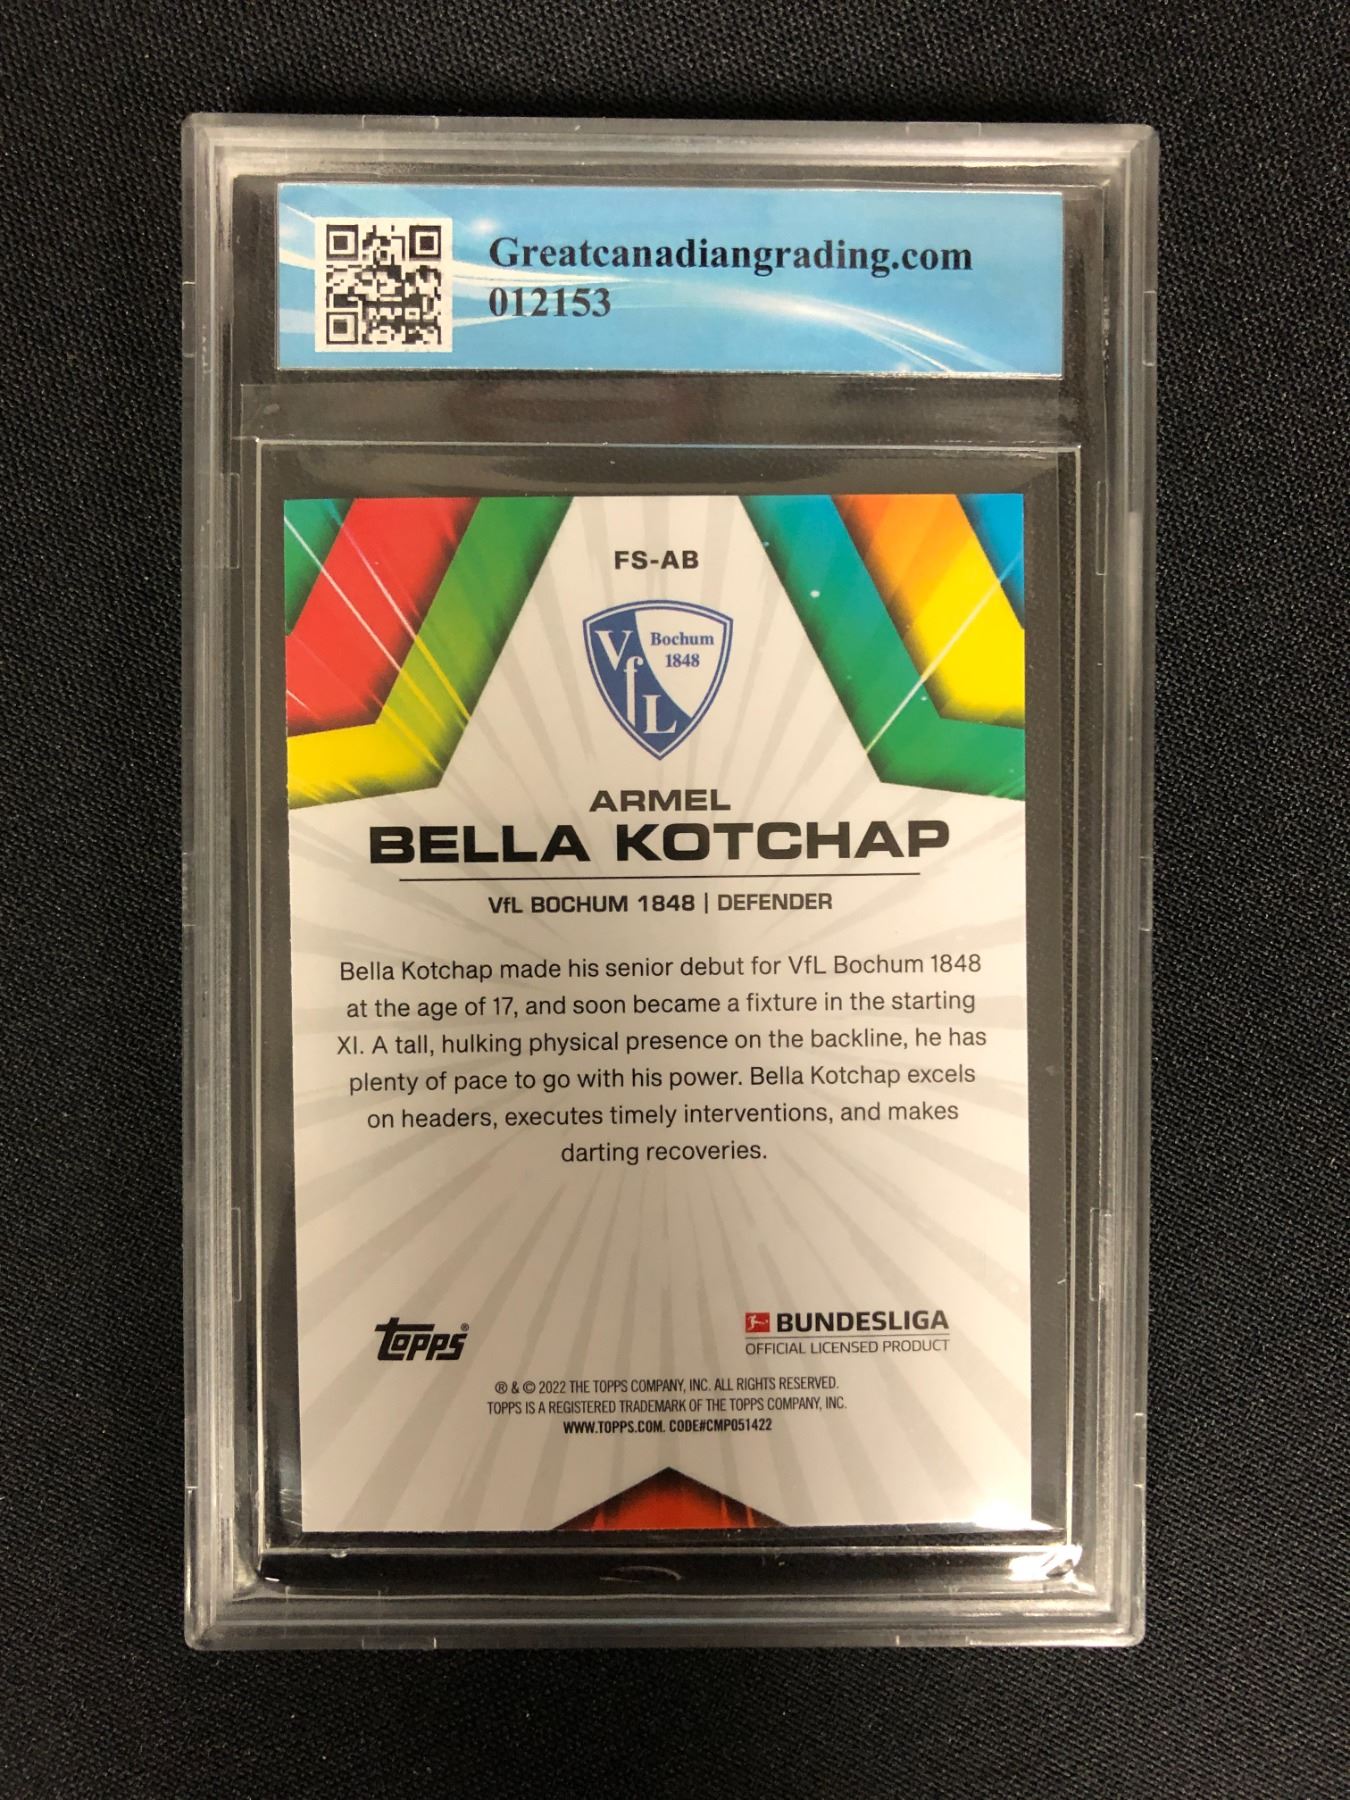 Greatcanadiangrading.com
012153
FS-AB
VfL
Bochum
1848
ARMEL
BELLA KOTCHAP
VfL BOCHUM 1848 | DEFENDER
Bella Kotchap made his senior debut for VfL Bochum 1848
at the age of 17, and soon became a fixture in the starting
XI. A tall, hulking physical presence on the backline, he has
plenty of pace to go with his power. Bella Kotchap excels
on headers, executes timely interventions, and makes
darting recoveries.
topps®
BUNDESLIGA
OFFICIAL LICENSED PRODUCT
® & © 2022 THE TOPPS COMPANY, INC. ALL RIGHTS RESERVED.
TOPPS IS A REGISTERED TRADEMARK OF THE TOPPS COMPANY, INC.
WWW.TOPPS.COM. CODE#CMP051422